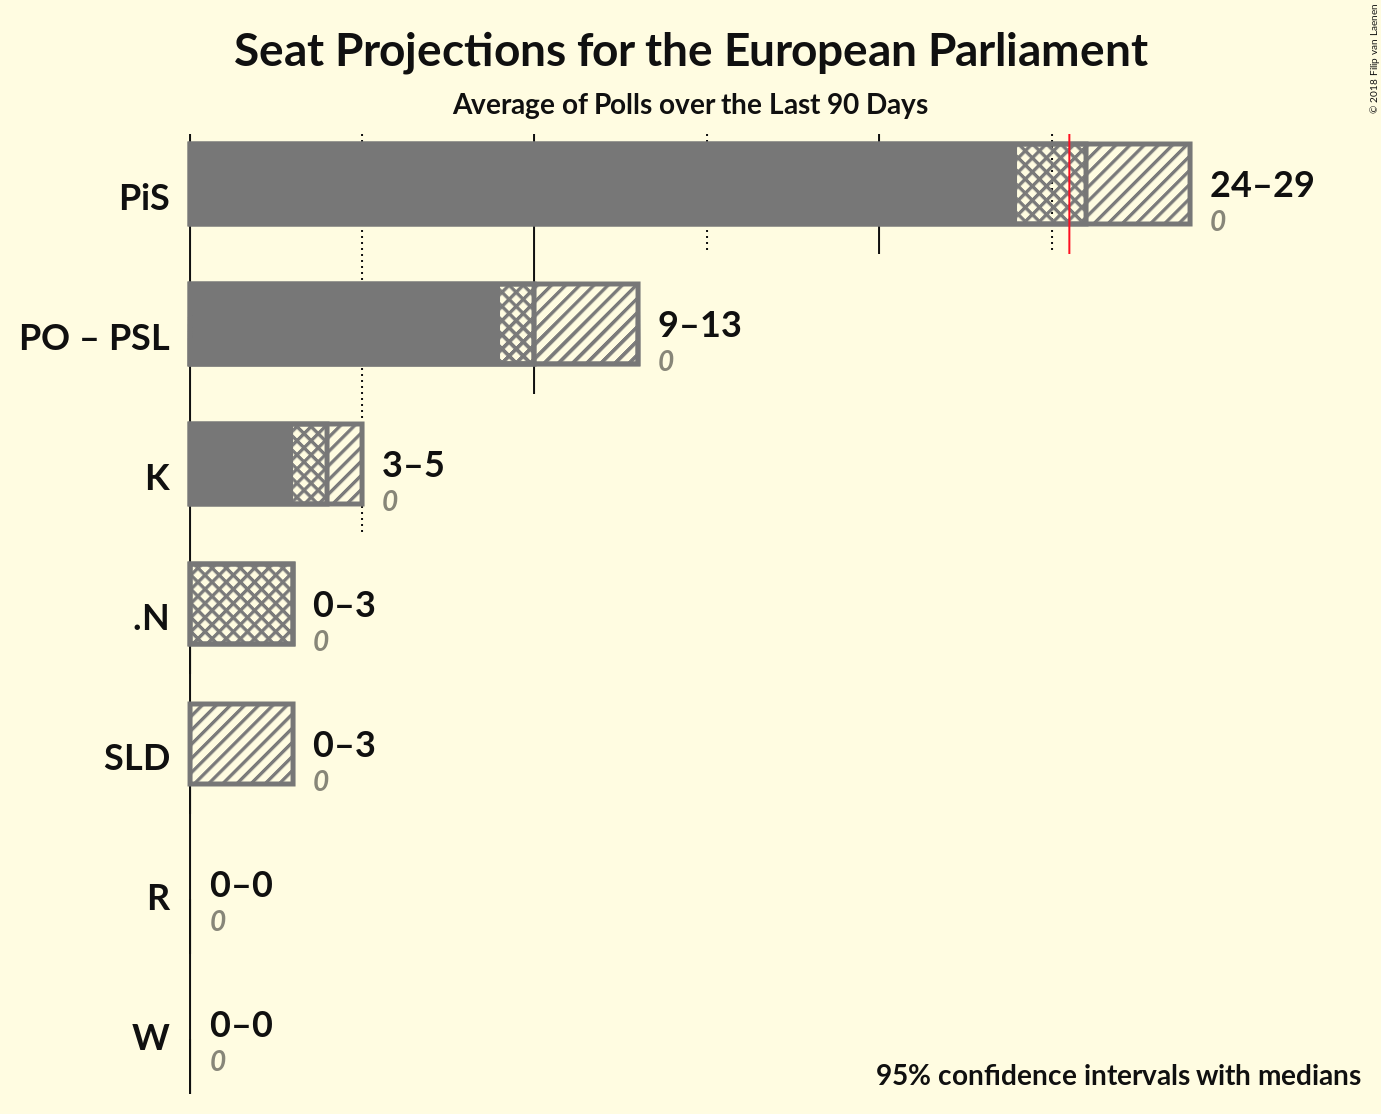 Seat Projections for the European Parliament
Average of Polls over the Last 90 Days
© 2018 Filip van Laenen
PiS
24–29
0
PO – PSL
9–13
0
K
3–5
0
.N
0–3
0
SLD
0–3
0
R
0–0
0
W
0–0
0
95% confidence intervals with medians